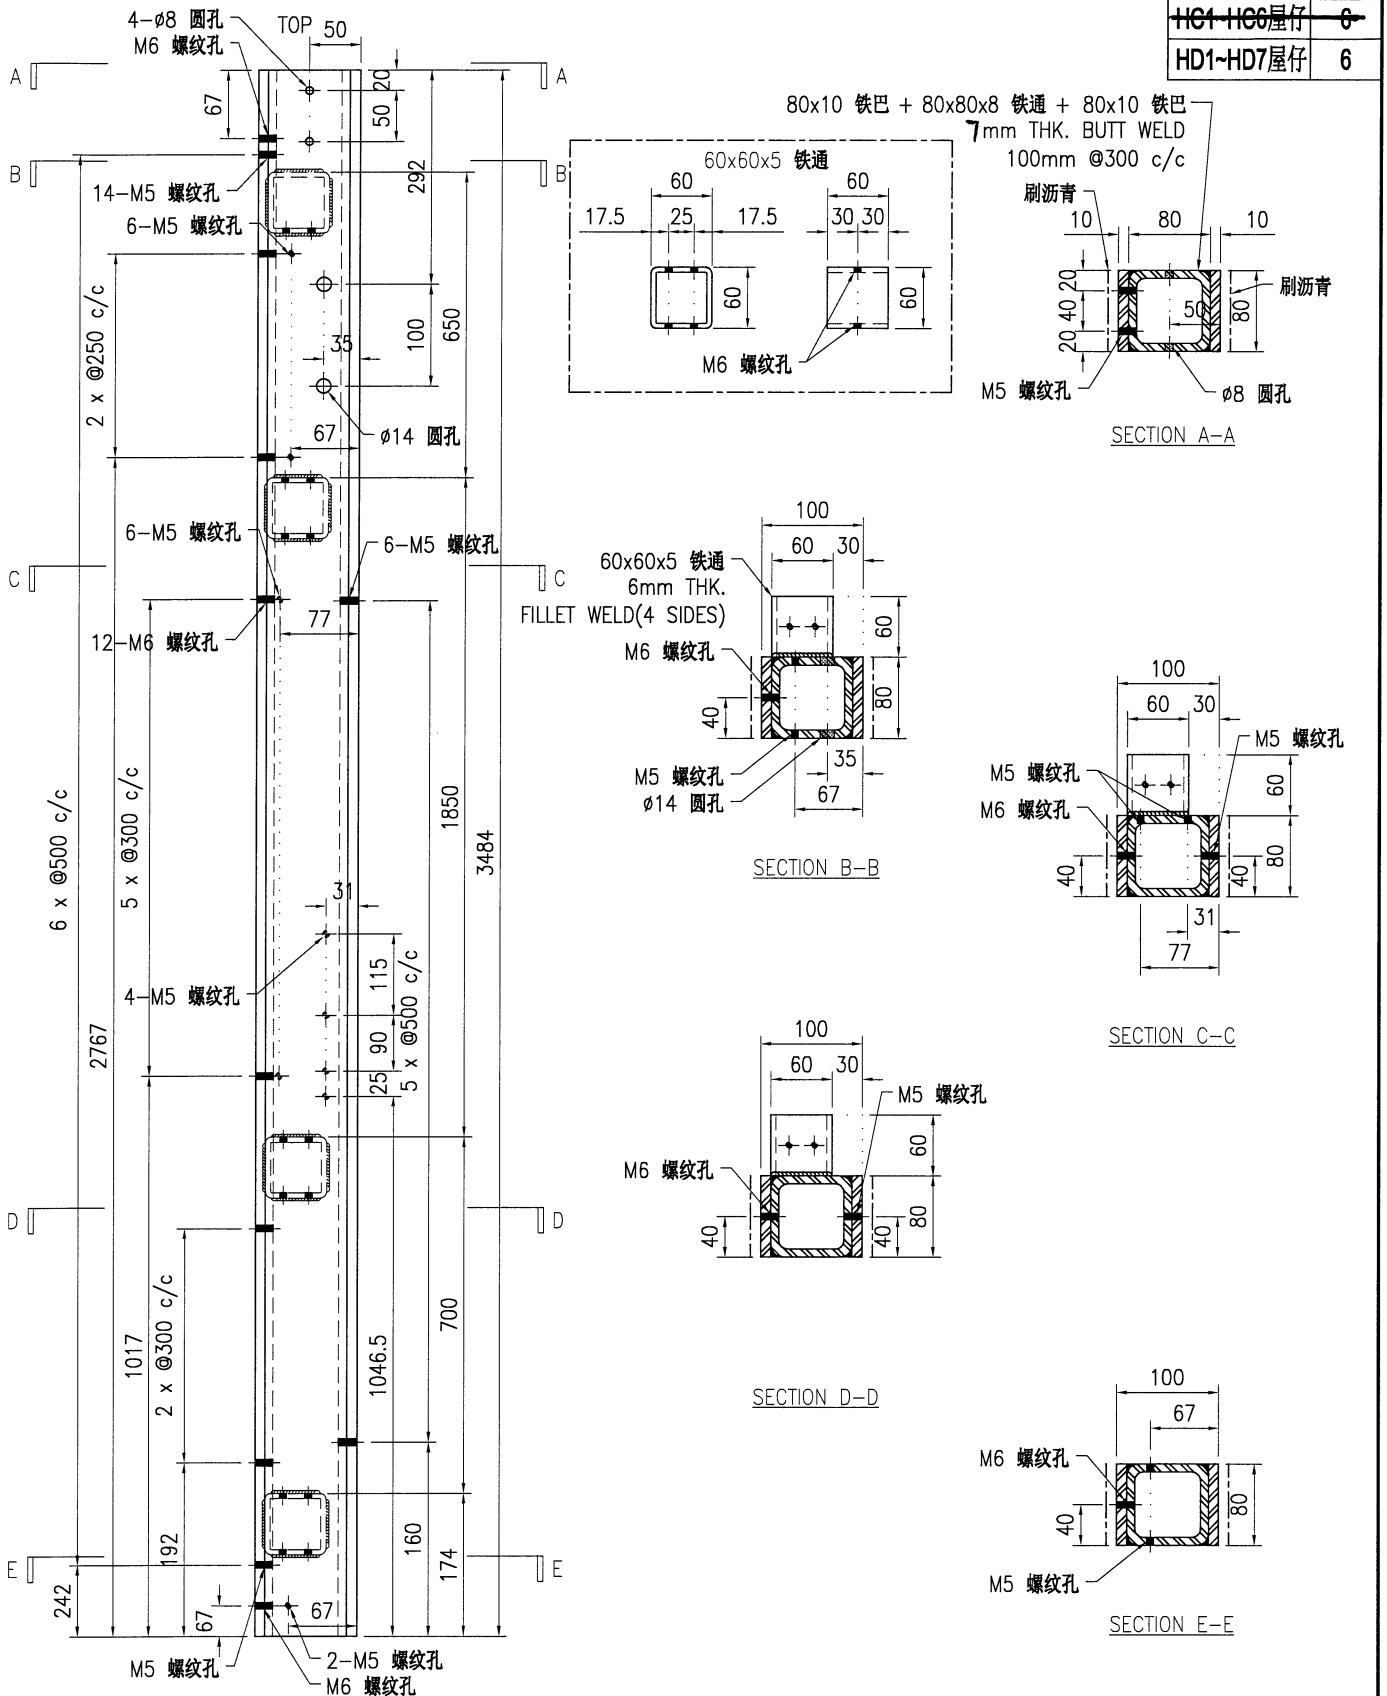 HC1-HC6屋仔 6
HD1~HD7屋仔 6
4-ø8 圆孔
TOP
50
M6 螺纹孔
A
A
67
20
50
B
B
14-M5 螺纹孔
6-M5 螺纹孔
292
2 x @250 c/c
100
650
35
ø14 圆孔
67
6-M5 螺纹孔
6-M5 螺纹孔
C
C
12-M6 螺纹孔
77
6 x @500 c/c
5 x @300 c/c
1850
3484
31
4-M5 螺纹孔
115
90
25
5 x @500 c/c
2767
D
D
2 x @300 c/c
1017
700
1046.5
192
160
174
E
E
242
67
67
M5 螺纹孔
2-M5 螺纹孔
M6 螺纹孔
80x10 铁巴 + 80x80x8 铁通 + 80x10 铁巴
7mm THK. BUTT WELD
100mm @300 c/c
60x60x5 铁通
60
60
17.5
25
17.5
30
30
60
60
M6 螺纹孔
刷沥青
10
80
10
刷沥青
20
40
20
50
80
M5 螺纹孔
ø8 圆孔
SECTION A-A
100
60
30
60x60x5 铁通
6mm THK.
FILLET WELD(4 SIDES)
M6 螺纹孔
60
80
40
M5 螺纹孔
35
ø14 圆孔
67
SECTION B-B
100
60
30
M5 螺纹孔
M5 螺纹孔
M6 螺纹孔
60
80
40
40
31
77
SECTION C-C
100
60
30
M5 螺纹孔
M6 螺纹孔
60
80
40
40
SECTION D-D
100
67
M6 螺纹孔
40
80
M5 螺纹孔
SECTION E-E